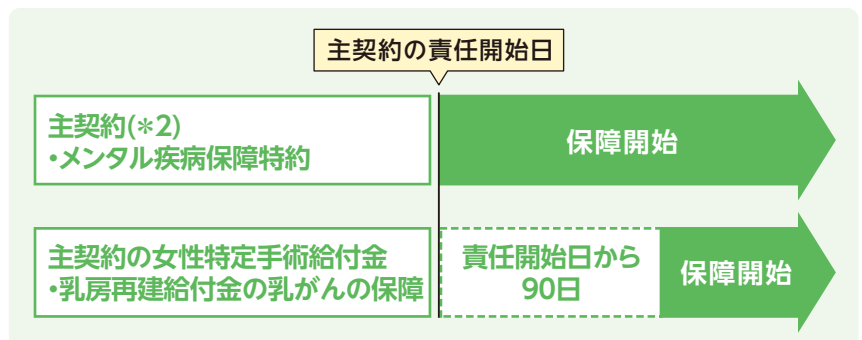 主契約の責任開始日
主契約(*2)
・メンタル疾病保障特約
保障開始
主契約の女性特定手術給付金
・乳房再建給付金の乳がんの保障
責任開始日から
90日
保障開始